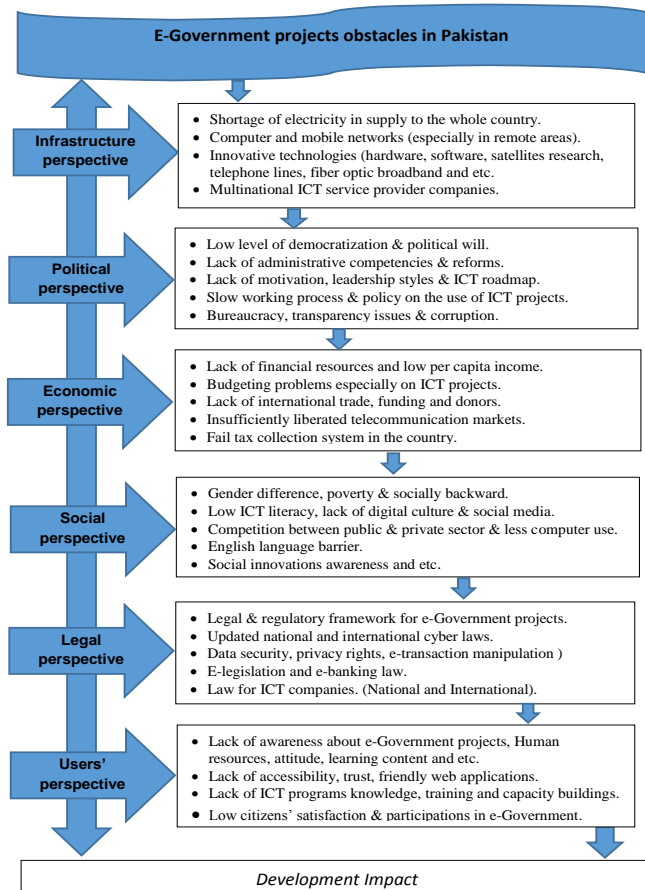 E-Government projects obstacles in Pakistan
Infrastructure
perspective
• Shortage of electricity in supply to the whole country.
• Computer and mobile networks (especially in remote areas).
• Innovative technologies (hardware, software, satellites research,
telephone lines, fiber optic broadband and etc.
• Multinational ICT service provider companies.
Political
perspective
• Low level of democratization & political will.
• Lack of administrative competencies & reforms.
• Lack of motivation, leadership styles & ICT roadmap.
• Slow working process & policy on the use of ICT projects.
• Bureaucracy, transparency issues & corruption.
Economic
perspective
• Lack of financial resources and low per capita income.
• Budgeting problems especially on ICT projects.
• Lack of international trade, funding and donors.
• Insufficiently liberated telecommunication markets.
• Fail tax collection system in the country.
Social
perspective
• Gender difference, poverty & socially backward.
• Low ICT literacy, lack of digital culture & social media.
• Competition between public & private sector & less computer use.
• English language barrier.
• Social innovations awareness and etc.
Legal
perspective
• Legal & regulatory framework for e-Government projects.
• Updated national and international cyber laws.
• Data security, privacy rights, e-transaction manipulation )
• E-legislation and e-banking law.
• Law for ICT companies. (National and International).
Users'
perspective
• Lack of awareness about e-Government projects, Human
resources, attitude, learning content and etc.
• Lack of accessibility, trust, friendly web applications.
• Lack of ICT programs knowledge, training and capacity buildings.
• Low citizens' satisfaction & participations in e-Government.
Development Impact